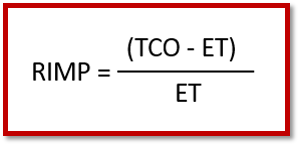 (TCO - ET)
RIMP =
ET